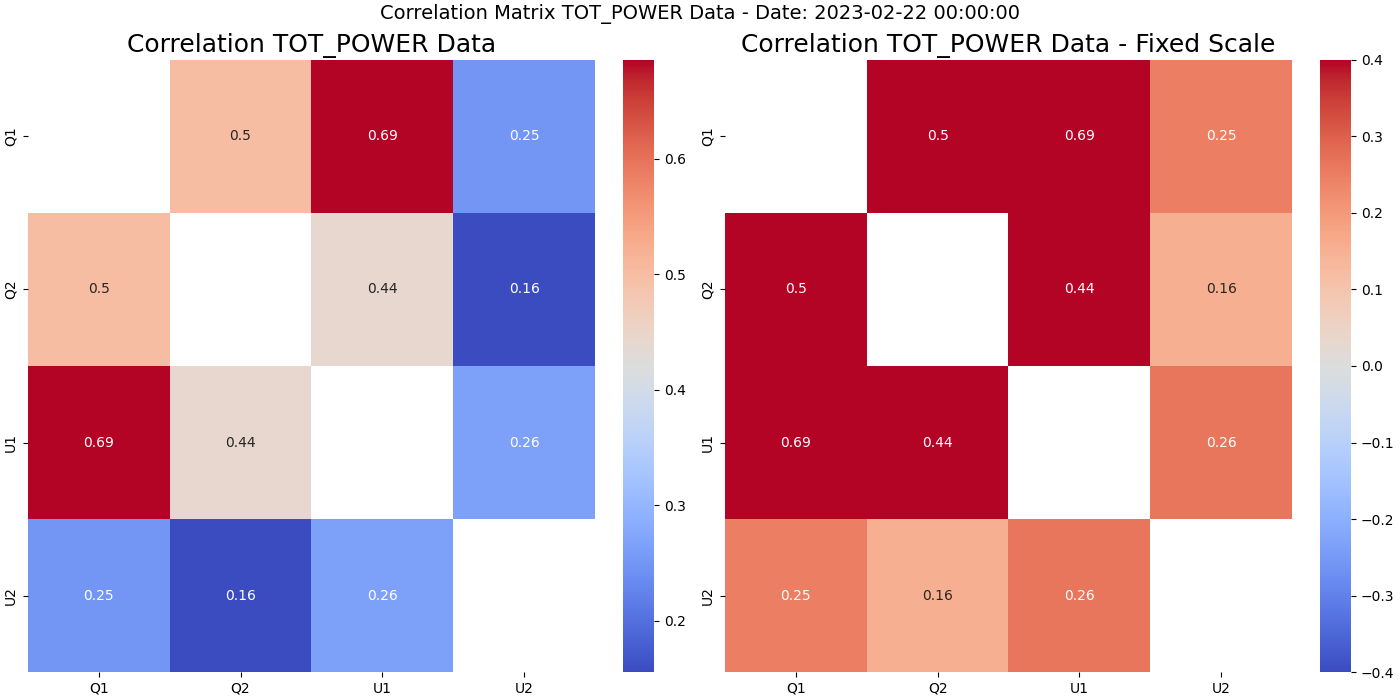 Correlation Matrix TOT_POWER Data - Date: 2023-02-22 00:00:00
Correlation TOT_POWER Data
Q1
0.5
0.69
0.25
Q2
0.5
0.44
0.16
U1
0.69
0.44
0.26
U2
0.25
0.16
0.26
Q1
Q2
U1
U2
0.6
0.5
0.4
0.3
0.2
Correlation TOT_POWER Data - Fixed Scale
Q1
0.5
0.69
0.25
Q2
0.5
0.44
0.16
U1
0.69
0.44
0.26
U2
0.25
0.16
0.26
Q1
Q2
U1
U2
0.4
0.3
0.2
0.1
0.0
−0.1
−0.2
−0.3
−0.4